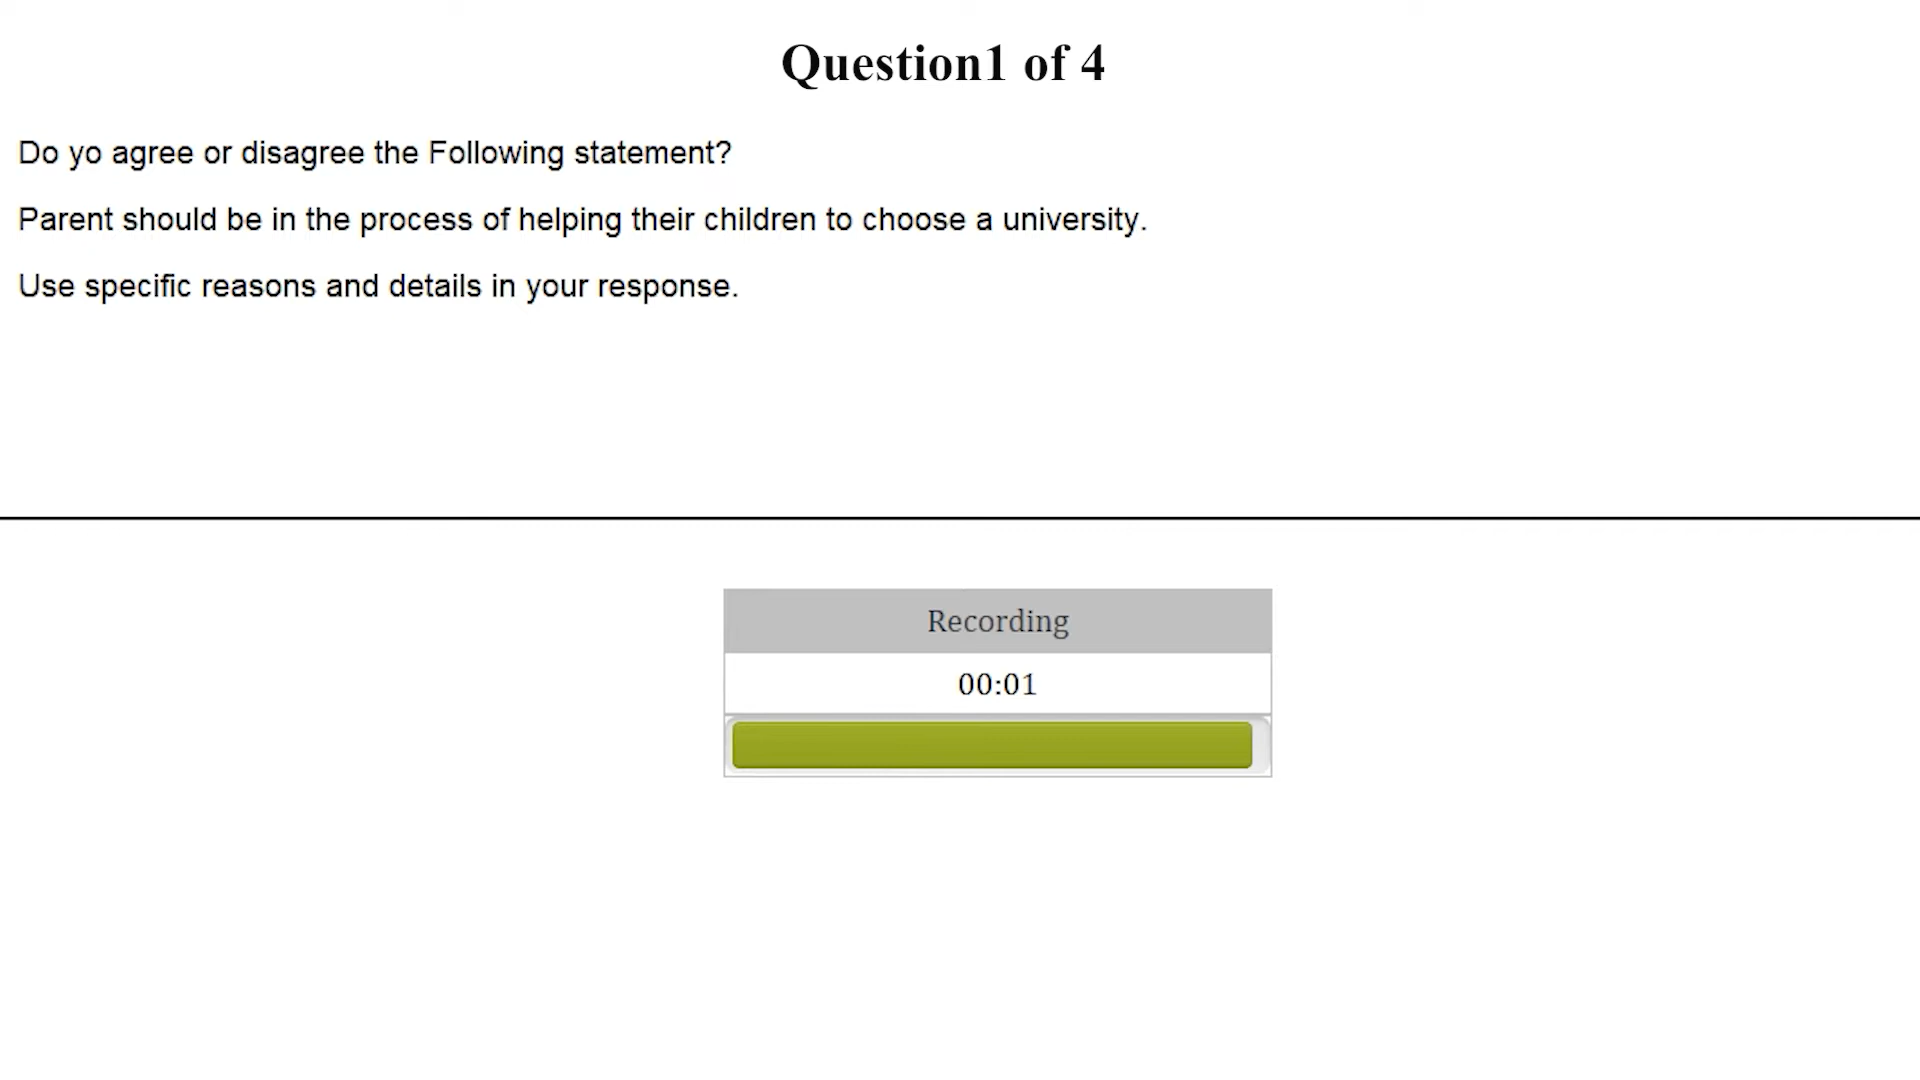 Question1 of 4
Do yo agree or disagree the Following statement?
Parent should be in the process of helping their children to choose a university.
Use specific reasons and details in your response.
Recording
00:01